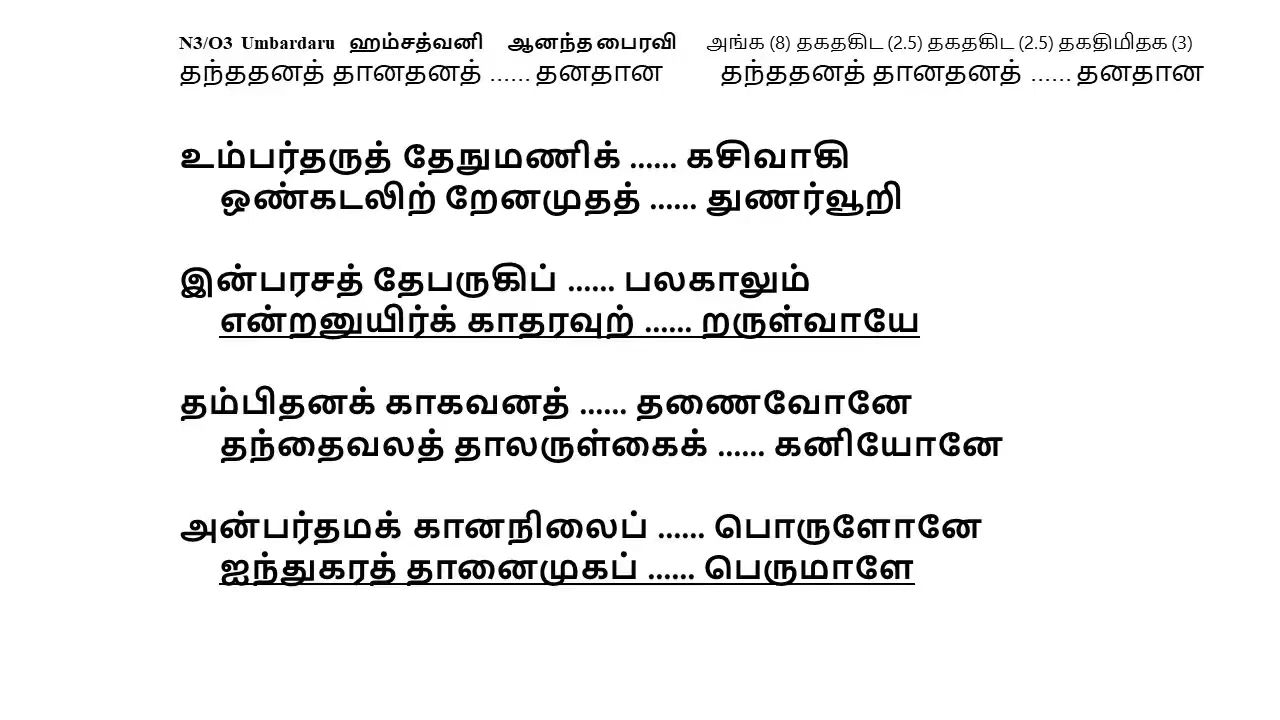 N3/O3 Umbardaru ஹம்சத்வனி ஆனந்த பைரவி அங்க (8) தகதகிட (2.5) தகதகிட (2.5) தகதிமிதக (3)
தந்ததனத் தானதனத் ...... தனதான தந்ததனத் தானதனத் ...... தனதான
உம்பர்தருத் தேநுமணிக் ...... கசிவாகி
ஒண்கடலிற் றேனமுதத் ...... துணர்வூறி
இன்பரசத் தேபருகிப் ...... பலகாலும்
என்றனுயிர்க் காதரவுற் ...... றருள்வாயே
தம்பிதனக் காகவனத் ...... தணைவோனே
தந்தைவலத் தாலருள்கைக் ...... கனியோனே
அன்பர்தமக் கானநிலைப் ...... பொருளோனே
ஐந்துகரத் தானைமுகப் ...... பெருமாளே